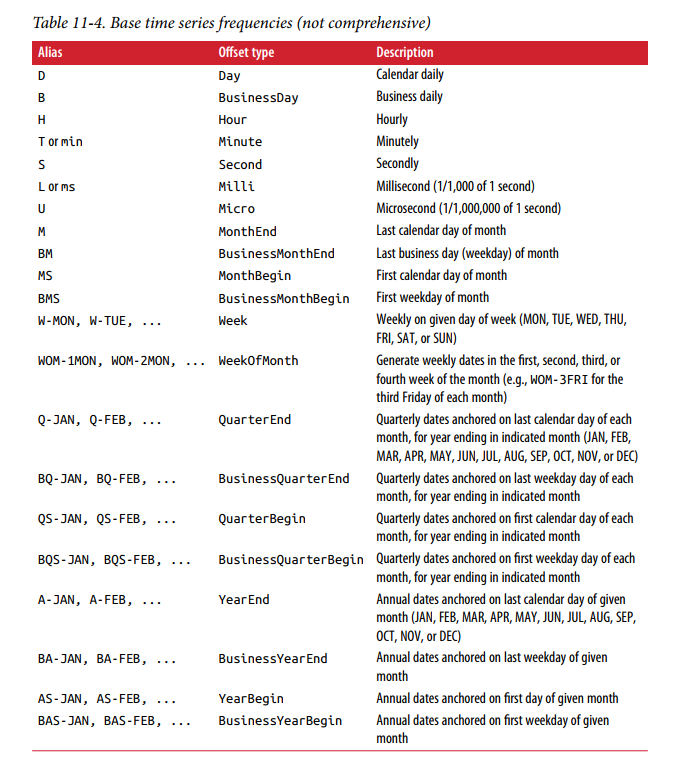 Table 11-4. Base time series frequencies (not comprehensive)
Alias Offset type Description
D Day Calendar daily
B BusinessDay Business daily
H Hour Hourly
T or min Minute Minutely
S Second Secondly
L or ms Milli Millisecond (1/1,000 of 1 second)
U Micro Microsecond (1/1,000,000 of 1 second)
M MonthEnd Last calendar day of month
BM BusinessMonthEnd Last business day (weekday) of month
MS MonthBegin First calendar day of month
BMS BusinessMonthBegin First weekday of month
W-MON, W-TUE, ... Week Weekly on given day of week (MON, TUE, WED, THU,
FRI, SAT, or SUN)
WOM-1MON, WOM-2MON, ... WeekOfMonth Generate weekly dates in the first, second, third, or
fourth week of the month (e.g., WOM-3FRI for the
third Friday of each month)
Q-JAN, Q-FEB, ... QuarterEnd Quarterly dates anchored on last calendar day of each
month, for year ending in indicated month (JAN, FEB,
MAR, APR, MAY, JUN, JUL, AUG, SEP, OCT, NOV, or DEC)
BQ-JAN, BQ-FEB, ... BusinessQuarterEnd Quarterly dates anchored on last weekday day of each
month, for year ending in indicated month
QS-JAN, QS-FEB, ... QuarterBegin Quarterly dates anchored on first calendar day of each
month, for year ending in indicated month
BQS-JAN, BQS-FEB, ... BusinessQuarterBegin Quarterly dates anchored on first weekday day of each
month, for year ending in indicated month
A-JAN, A-FEB, ... YearEnd Annual dates anchored on last calendar day of given
month (JAN, FEB, MAR, APR, MAY, JUN, JUL, AUG, SEP,
OCT, NOV, or DEC)
BA-JAN, BA-FEB, ... BusinessYearEnd Annual dates anchored on last weekday of given
month
AS-JAN, AS-FEB, ... YearBegin Annual dates anchored on first day of given month
BAS-JAN, BAS-FEB, ... BusinessYearBegin Annual dates anchored on first weekday of given
month